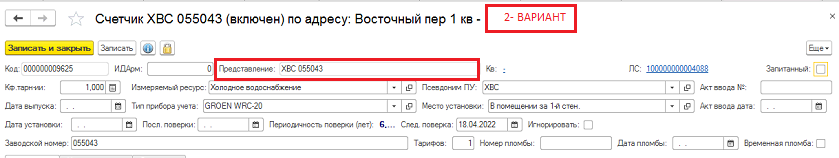 Счетчик ХВС 055043 (включен) по адресу: Восточный пер 1 кв - 2- ВАРИАНТ
Записать и закрыть Записать Еще
Код: 000000009625 ИДАрм: 0 Представление: ХВС 055043 Кв: - ЛС: 100000000004088 Запитанный:
Кф.тарнии: 1,000 Измеряемый ресурс: Холодное водоснабжение Псевдоним ПУ: ХВС Акт ввода №:
Дата выпуска: . . Тип прибора учета: GROEN WRC-20 Место установки: В помещении за 1-й стен. Акт ввода дата: . .
Дата установки: . . Посл. поверки: . . Периодичность поверки (лет): 6,... След. поверка: 18.04.2022 Игнорировать:
Заводской номер: 055043 Тарифов: 1 Номер пломбы: Дата пломбы: . . Временная пломба: